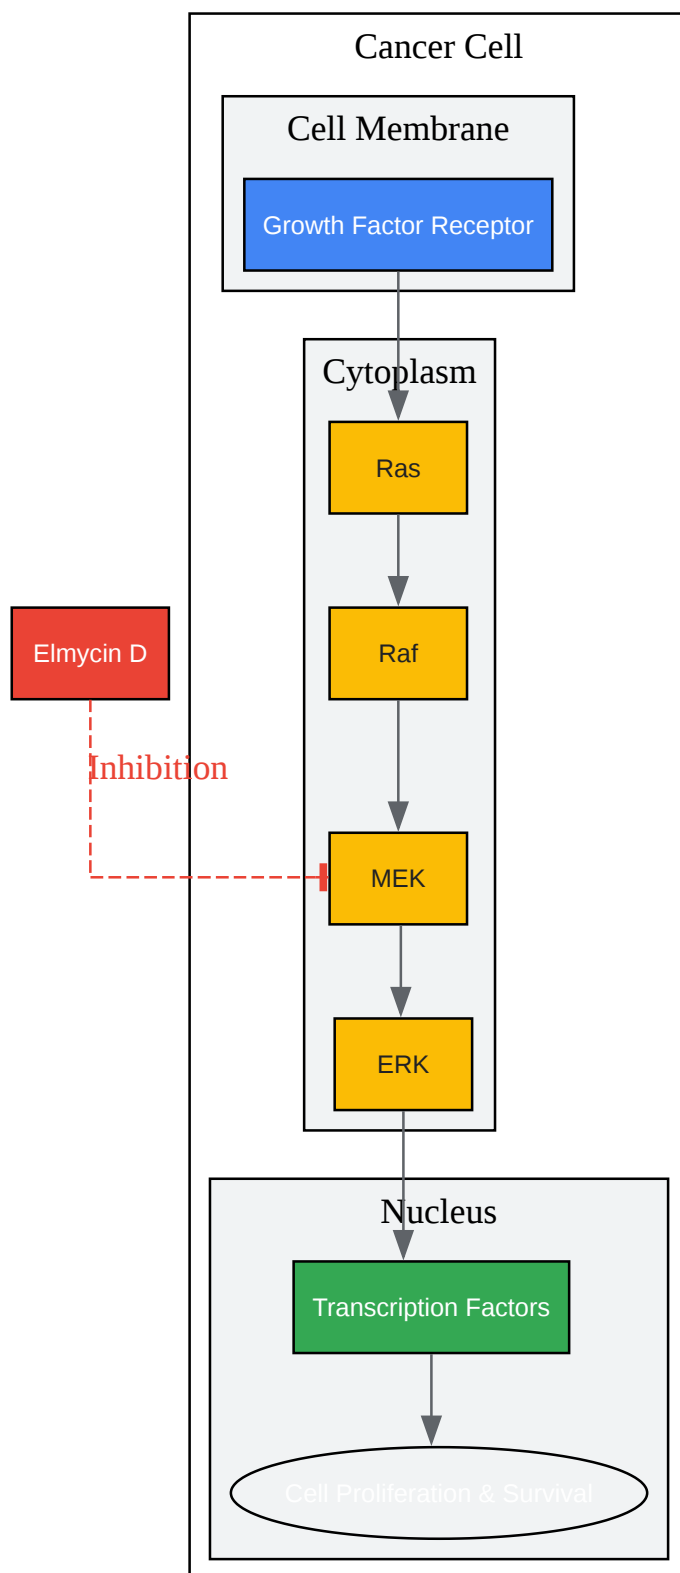 Cancer Cell
Cell Membrane
Growth Factor Receptor
Cytoplasm
Ras
Elmycin D
Raf
Inhibition
MEK
ERK
Nucleus
Transcription Factors
Cell Proliferation & Survival